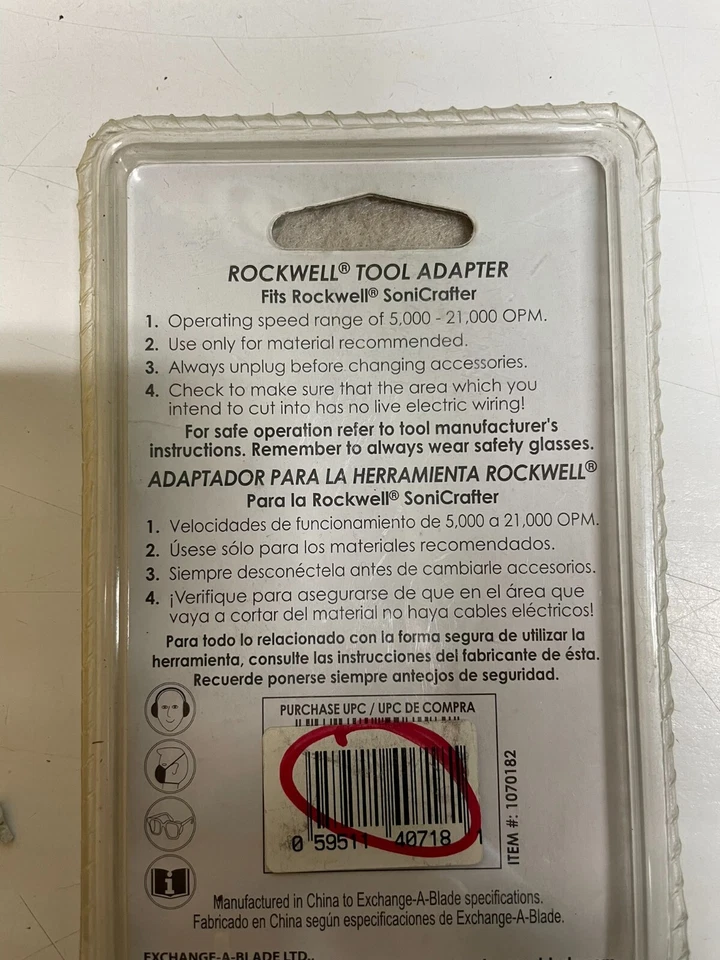 ROCKWELL® TOOL ADAPTER
Fits Rockwell® SoniCrafter
1. Operating speed range of 5,000 - 21,000 OPM.
2. Use only for material recommended.
3. Always unplug before changing accessories.
4. Check to make sure that the area which you
intend to cut into has no live electric wiring!
For safe operation refer to tool manufacturer's
instructions. Remember to always wear safety glasses.
ADAPTADOR PARA LA HERRAMIENTA ROCKWELL®
Para la Rockwell® SoniCrafter
1. Velocidades de funcionamiento de 5,000 a 21,000 OPM.
2. Úsese sólo para los materiales recomendados.
3. Siempre desconéctela antes de cambiarle accesorios.
4. ¡Verifique para asegurarse de que en el área que
vaya a cortar del material no haya cables eléctricos!
Para todo lo relacionado con la forma segura de utilizar la
herramienta, consulte las instrucciones del fabricante de ésta.
Recuerde ponerse siempre anteojos de seguridad.
PURCHASE UPC / UPC DE COMPRA
0 59511 40718 1
ITEM #: 1070182
Manufactured in China to Exchange-A-Blade specifications.
Fabricado en China según especificaciones de Exchange-A-Blade.
EXCHANGE-A-BLADE LTD.,